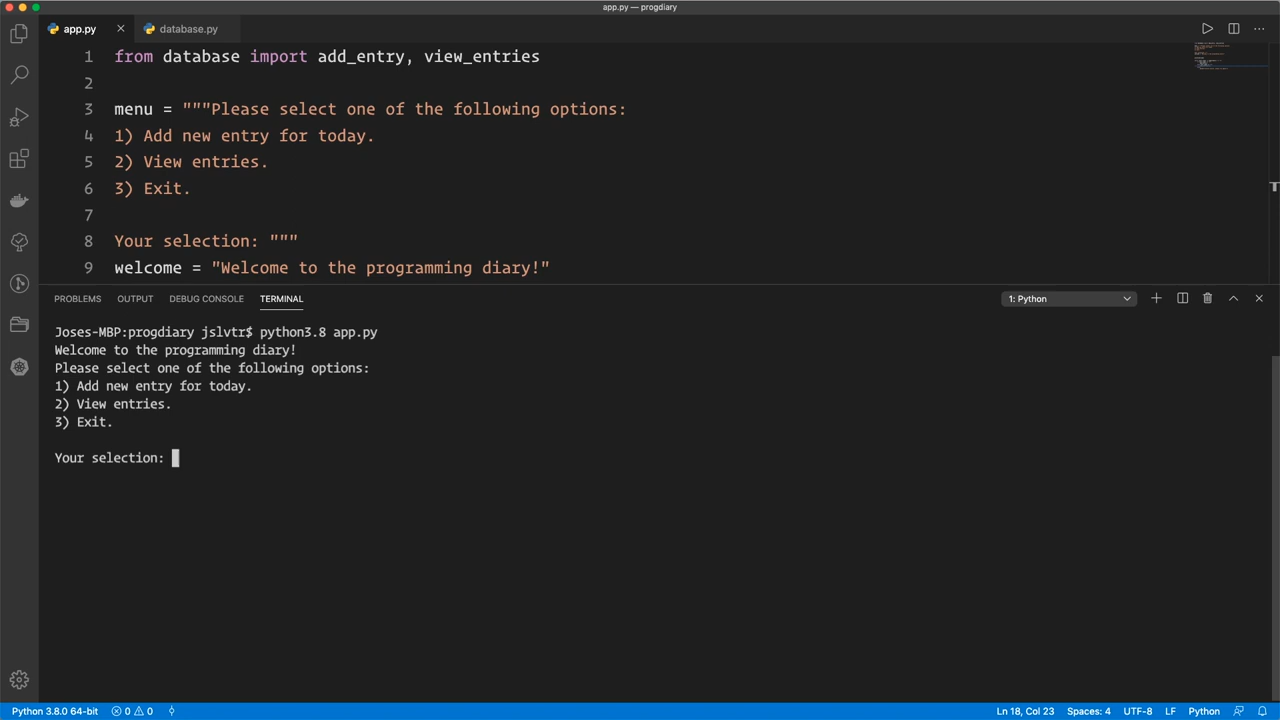 app.py — progdiary
app.py
database.py
1 from database import add_entry, view_entries
2
3 menu = """Please select one of the following options:
4 1) Add new entry for today.
5 2) View entries.
6 3) Exit.
7
8 Your selection: """
9 welcome = "Welcome to the programming diary!"
PROBLEMS OUTPUT DEBUG CONSOLE TERMINAL 1: Python
Joses-MBP:progdiary jslvtr$ python3.8 app.py
Welcome to the programming diary!
Please select one of the following options:
1) Add new entry for today.
2) View entries.
3) Exit.
Your selection:
Python 3.8.0 64-bit 0 0 Ln 18, Col 23 Spaces: 4 UTF-8 LF Python